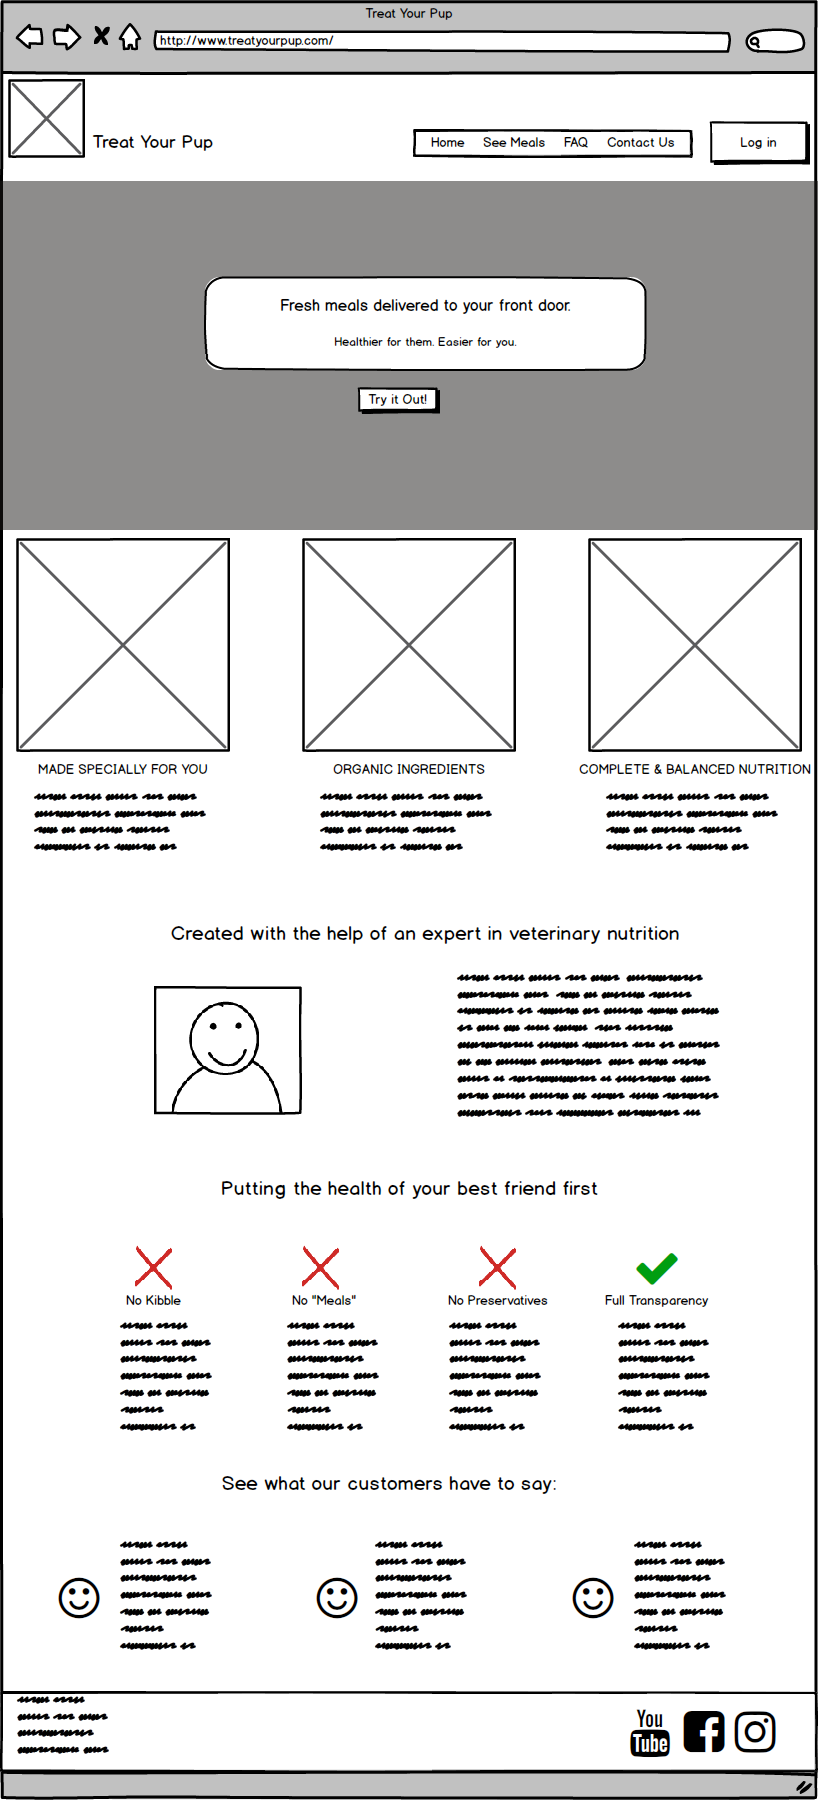 Treat Your Pup
http://www.treatyourpup.com/
Treat Your Pup
Home See Meals FAQ Contact Us
Log in
Fresh meals delivered to your front door.
Healthier for them. Easier for you.
Try it Out!
MADE SPECIALLY FOR YOU
ORGANIC INGREDIENTS
COMPLETE & BALANCED NUTRITION
Created with the help of an expert in veterinary nutrition
Putting the health of your best friend first
No Kibble
No "Meals"
No Preservatives
Full Transparency
See what our customers have to say:
You
Tube